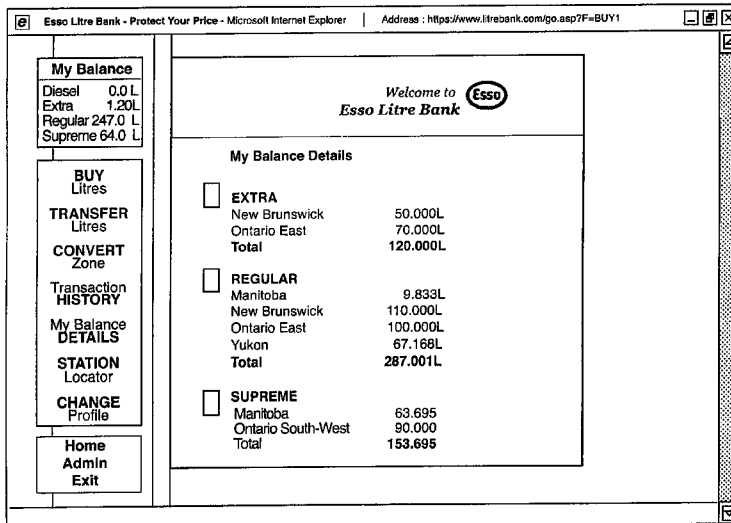 Esso Litre Bank - Protect Your Price - Microsoft Internet Explorer | Address : https://www.litrebank.com/go.asp?F=BUY1
My Balance
Diesel 0.0 L
Extra 1.20L
Regular 247.0 L
Supreme 64.0 L
BUY
Litres
TRANSFER
Litres
CONVERT
Zone
Transaction
HISTORY
My Balance
DETAILS
STATION
Locator
CHANGE
Profile
Home
Admin
Exit
Welcome to
Esso Litre Bank
Esso
My Balance Details
EXTRA
New Brunswick 50.000L
Ontario East 70.000L
Total 120.000L
REGULAR
Manitoba 9.833L
New Brunswick 110.000L
Ontario East 100.000L
Yukon 67.168L
Total 287.001L
SUPREME
Manitoba 63.695
Ontario South-West 90.000
Total 153.695